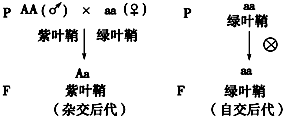 P AA(♂) × aa(♀)
紫叶鞘 绿叶鞘
Aa
F 紫叶鞘
(杂交后代)
P aa
绿叶鞘
⊗
aa
F 绿叶鞘
(自交后代)